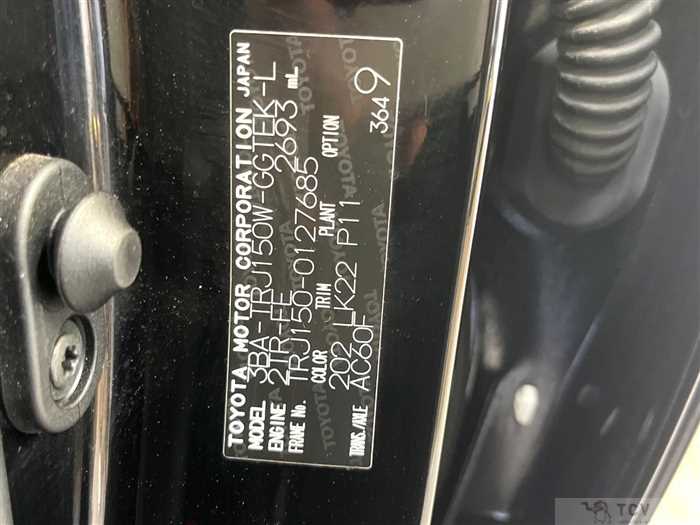 TOYOTA MOTOR CORPORATION JAPAN
MODEL 3BA-TRJ150W-GGTEK-L
ENGINE 2TR-FE 2693 mL
FRAME No. TRJ150-0127685
COLOR TRIM PLANT OPTION
202 LK22 P11
TRANS/AXLE AC60F 3649
TCV